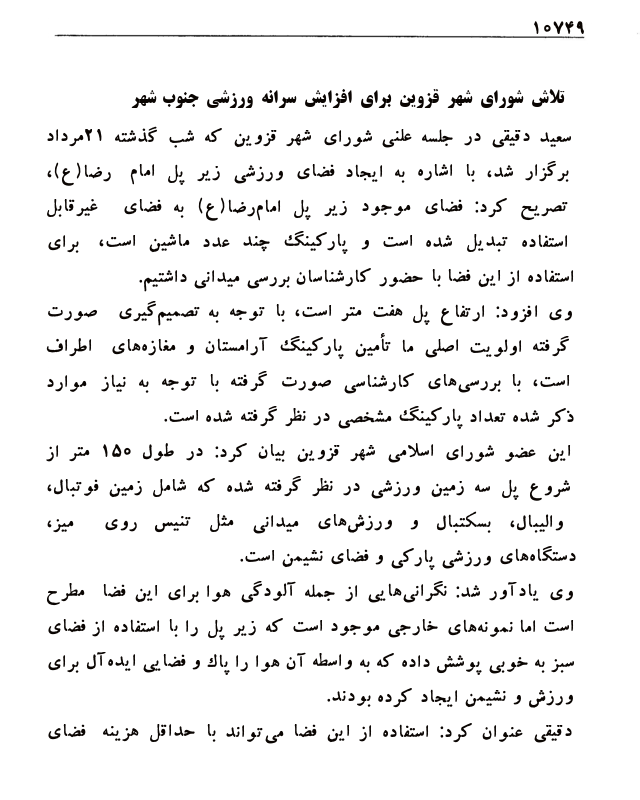 ۱۰۷۴۹
تلاش شورای شهر قزوین برای افزایش سرانه ورزشی جنوب شهر
سعید دقیقی در جلسه علنی شورای شهر قزوین که شب گذشته ۲۱مرداد
برگزار شد، با اشاره به ایجاد فضای ورزشی زیر پل امام رضا(ع)،
تصریح کرد: فضای موجود زیر پل امام‌رضا(ع) به فضای غیرقابل
استفاده تبدیل شده است و پارکینگ چند عدد ماشین است، برای
استفاده از این فضا با حضور کارشناسان بررسی میدانی داشتیم.
وی افزود: ارتفاع پل هفت متر است، با توجه به تصمیم‌گیری صورت
گرفته اولویت اصلی ما تأمین پارکینگ آرامستان و مغازه‌های اطراف
است، با بررسی‌های کارشناسی صورت گرفته با توجه به نیاز موارد
ذکر شده تعداد پارکینگ مشخصی در نظر گرفته شده است.
این عضو شورای اسلامی شهر قزوین بیان کرد: در طول ۱۵۰ متر از
شروع پل سه زمین ورزشی در نظر گرفته شده که شامل زمین فوتبال،
والیبال، بسکتبال و ورزش‌های میدانی مثل تنیس روی میز،
دستگاه‌های ورزشی پارکی و فضای نشیمن است.
وی یادآور شد: نگرانی‌هایی از جمله آلودگی هوا برای این فضا مطرح
است اما نمونه‌های خارجی موجود است که زیر پل را با استفاده از فضای
سبز به خوبی پوشش داده که به واسطه آن هوا را پاك و فضایی ایده‌آل برای
ورزش و نشیمن ایجاد کرده بودند.
دقیقی عنوان کرد: استفاده از این فضا می‌تواند با حداقل هزینه فضای